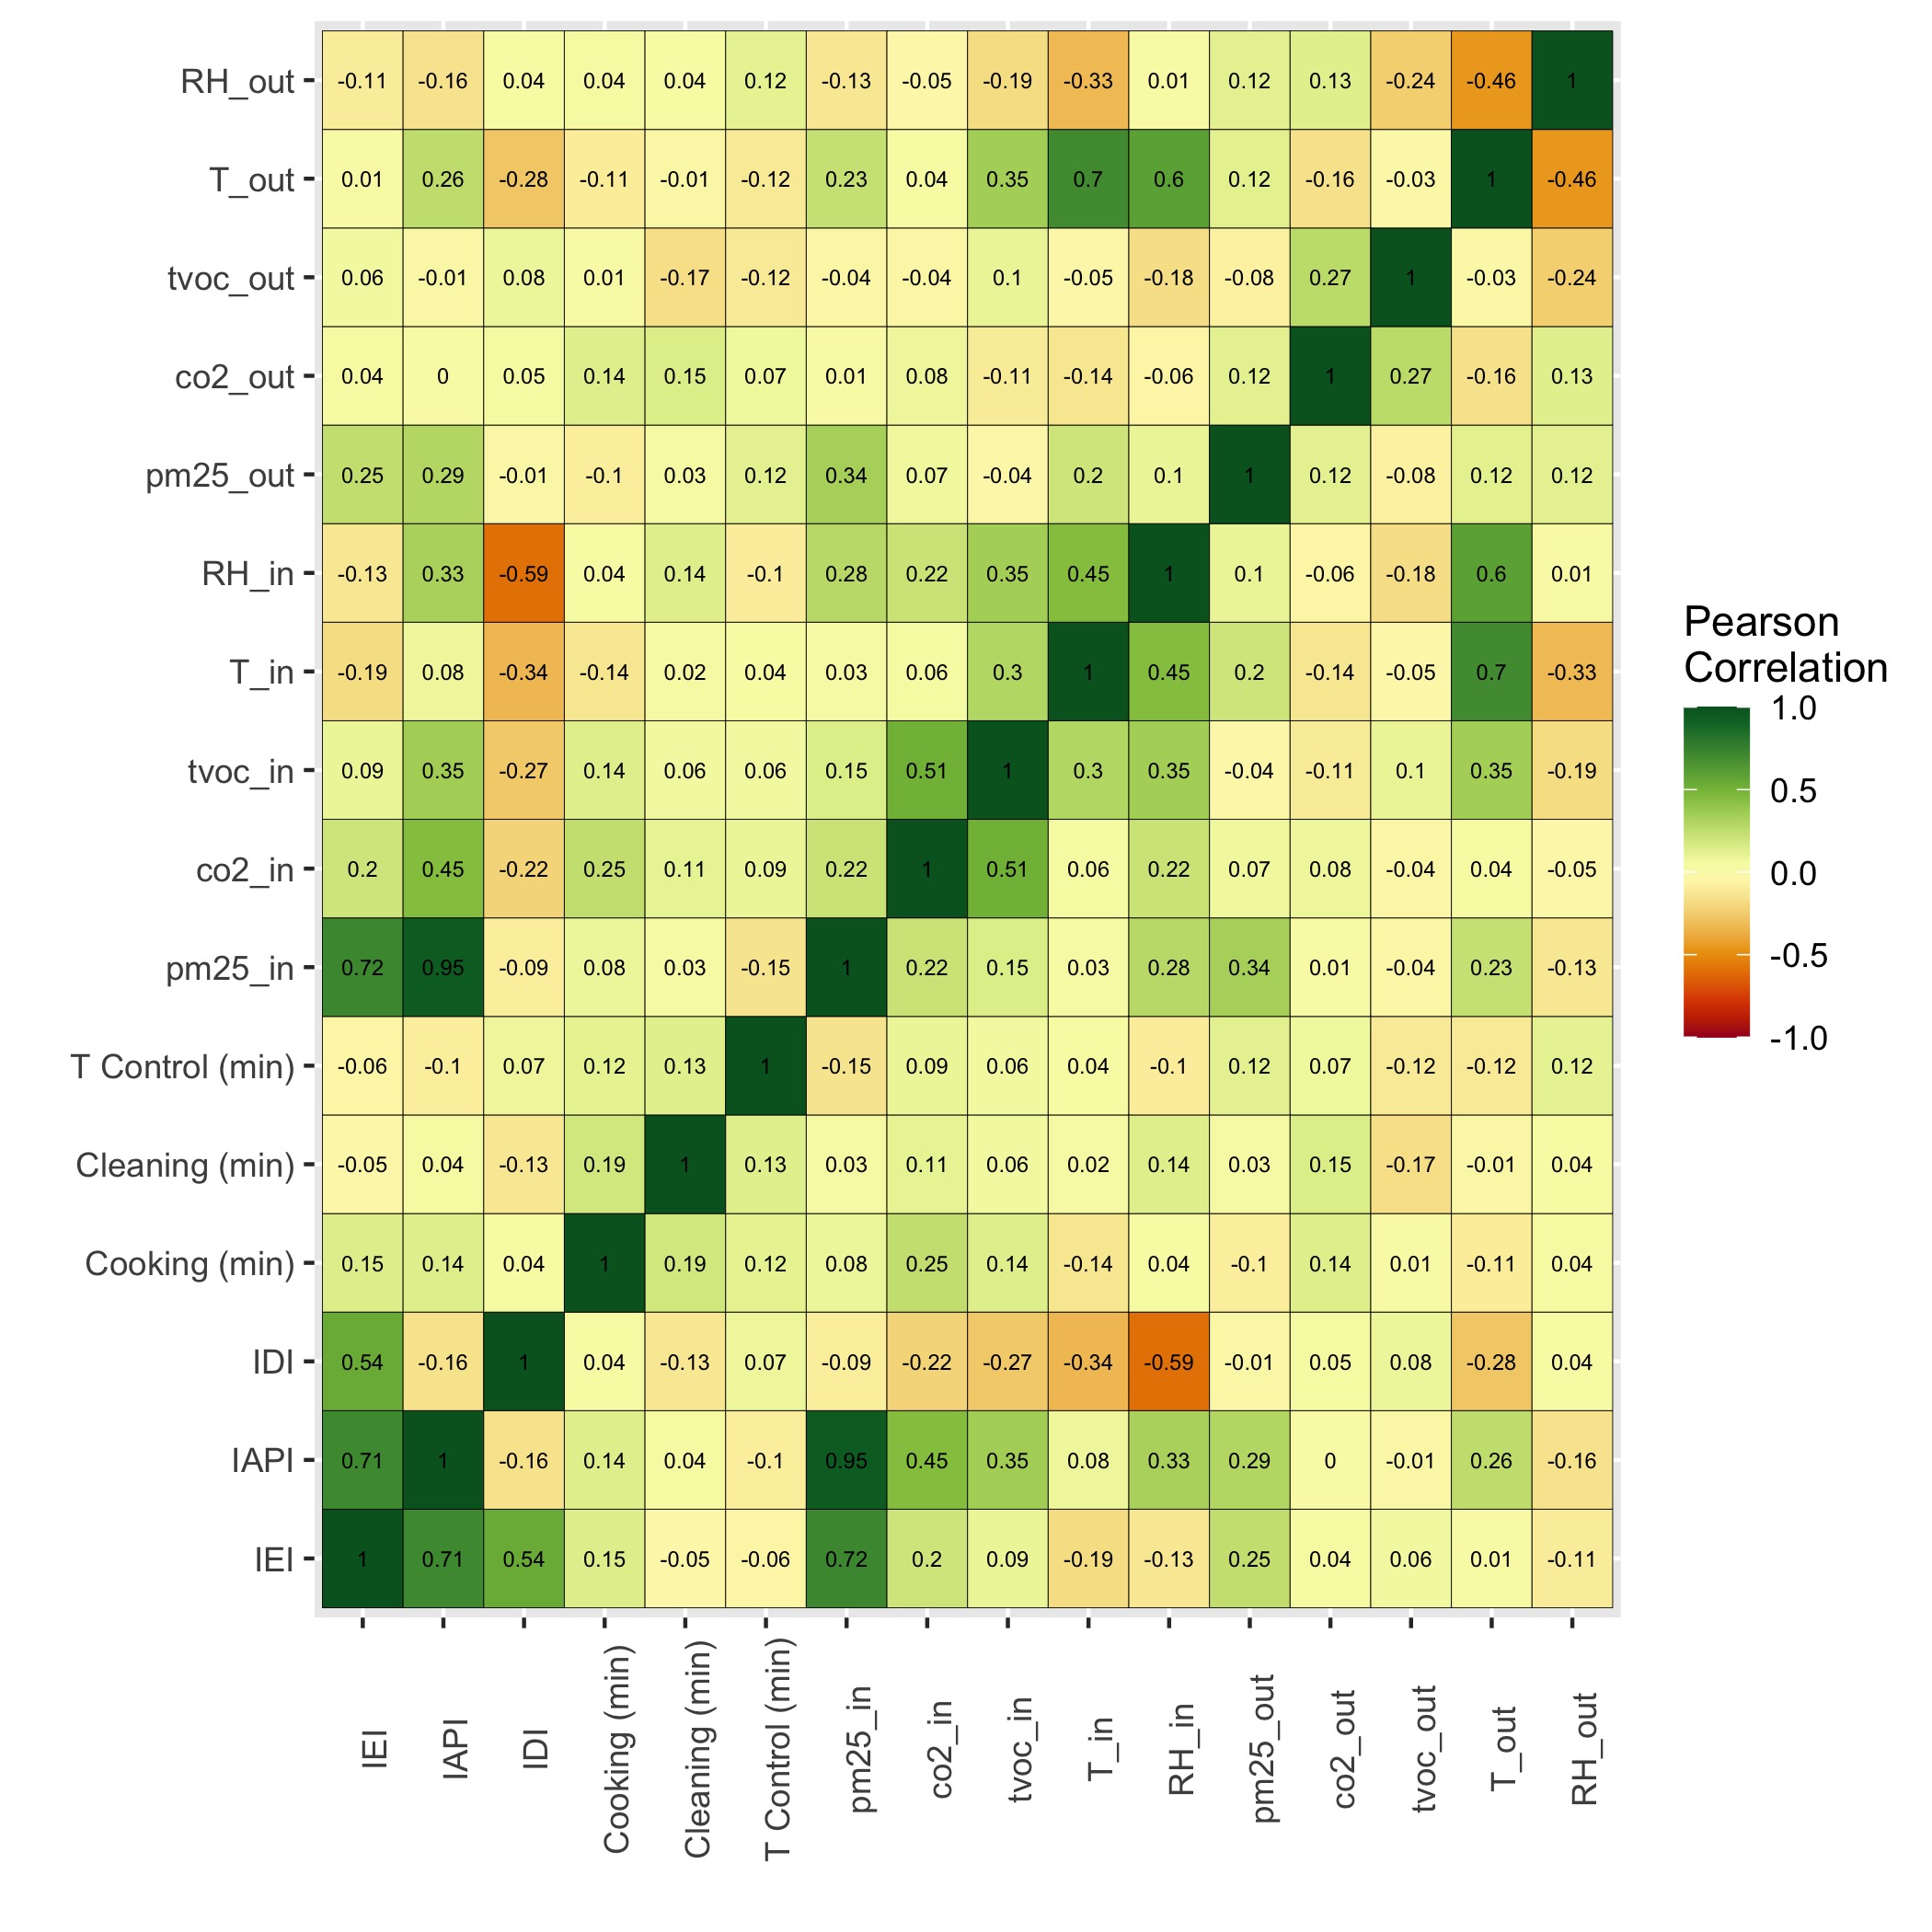 RH_out -0.11 -0.16 0.04 0.04 0.04 0.12 -0.13 -0.05 -0.19 -0.33 0.01 0.12 0.13 -0.24 -0.46 1
T_out 0.01 0.26 -0.28 -0.11 -0.01 -0.12 0.23 0.04 0.35 0.7 0.6 0.12 -0.16 -0.03 1 -0.46
tvoc_out 0.06 -0.01 0.08 0.01 -0.17 -0.12 -0.04 -0.04 0.1 -0.05 -0.18 -0.08 0.27 1 -0.03 -0.24
co2_out 0.04 0 0.05 0.14 0.15 0.07 0.01 0.08 -0.11 -0.14 -0.06 0.12 1 0.27 -0.16 0.13
pm25_out 0.25 0.29 -0.01 -0.1 0.03 0.12 0.34 0.07 -0.04 0.2 0.1 1 0.12 -0.08 0.12 0.12
RH_in -0.13 0.33 -0.59 0.04 0.14 -0.1 0.28 0.22 0.35 0.45 1 0.1 -0.06 -0.18 0.6 0.01
T_in -0.19 0.08 -0.34 -0.14 0.02 0.04 0.03 0.06 0.3 1 0.45 0.2 -0.14 -0.05 0.7 -0.33
tvoc_in 0.09 0.35 -0.27 0.14 0.06 0.06 0.15 0.51 1 0.3 0.35 -0.04 -0.11 0.1 0.35 -0.19
co2_in 0.2 0.45 -0.22 0.25 0.11 0.09 0.22 1 0.51 0.06 0.22 0.07 0.08 -0.04 0.04 -0.05
pm25_in 0.72 0.95 -0.09 0.08 0.03 -0.15 1 0.22 0.15 0.03 0.28 0.34 0.01 -0.04 0.23 -0.13
T Control (min) -0.06 -0.1 0.07 0.12 0.13 1 -0.15 0.09 0.06 0.04 -0.1 0.12 0.07 -0.12 -0.12 0.12
Cleaning (min) -0.05 0.04 -0.13 0.19 1 0.13 0.03 0.11 0.06 0.02 0.14 0.03 0.15 -0.17 -0.01 0.04
Cooking (min) 0.15 0.14 0.04 1 0.19 0.12 0.08 0.25 0.14 -0.14 0.04 -0.1 0.14 0.01 -0.11 0.04
IDI 0.54 -0.16 1 0.04 -0.13 0.07 -0.09 -0.22 -0.27 -0.34 -0.59 -0.01 0.05 0.08 -0.28 0.04
IAPI 0.71 1 -0.16 0.14 0.04 -0.1 0.95 0.45 0.35 0.08 0.33 0.29 0 -0.01 0.26 -0.16
IEI 1 0.71 0.54 0.15 -0.05 -0.06 0.72 0.2 0.09 -0.19 -0.13 0.25 0.04 0.06 0.01 -0.11
IEI
IAPI
IDI
Cooking (min)
Cleaning (min)
T Control (min)
pm25_in
co2_in
tvoc_in
T_in
RH_in
pm25_out
co2_out
tvoc_out
T_out
RH_out
Pearson
Correlation
1.0
0.5
0.0
-0.5
-1.0